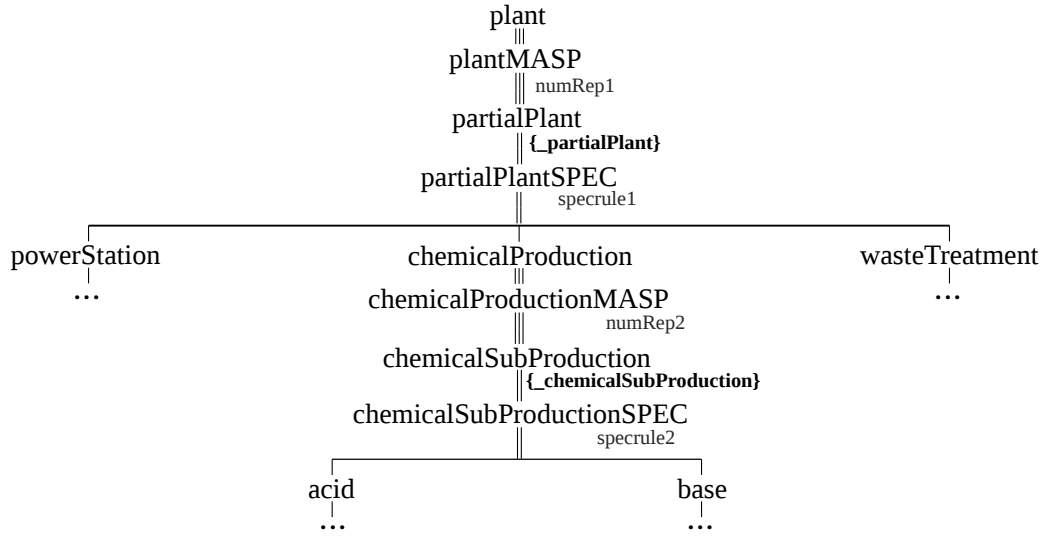 plant
plantMASP
numRep1
partialPlant
{_partialPlant}
partialPlantSPEC
specrule1
powerStation chemicalProduction wasteTreatment
... ...
chemicalProductionMASP
numRep2
chemicalSubProduction
{_chemicalSubProduction}
chemicalSubProductionSPEC
specrule2
acid base
... ...